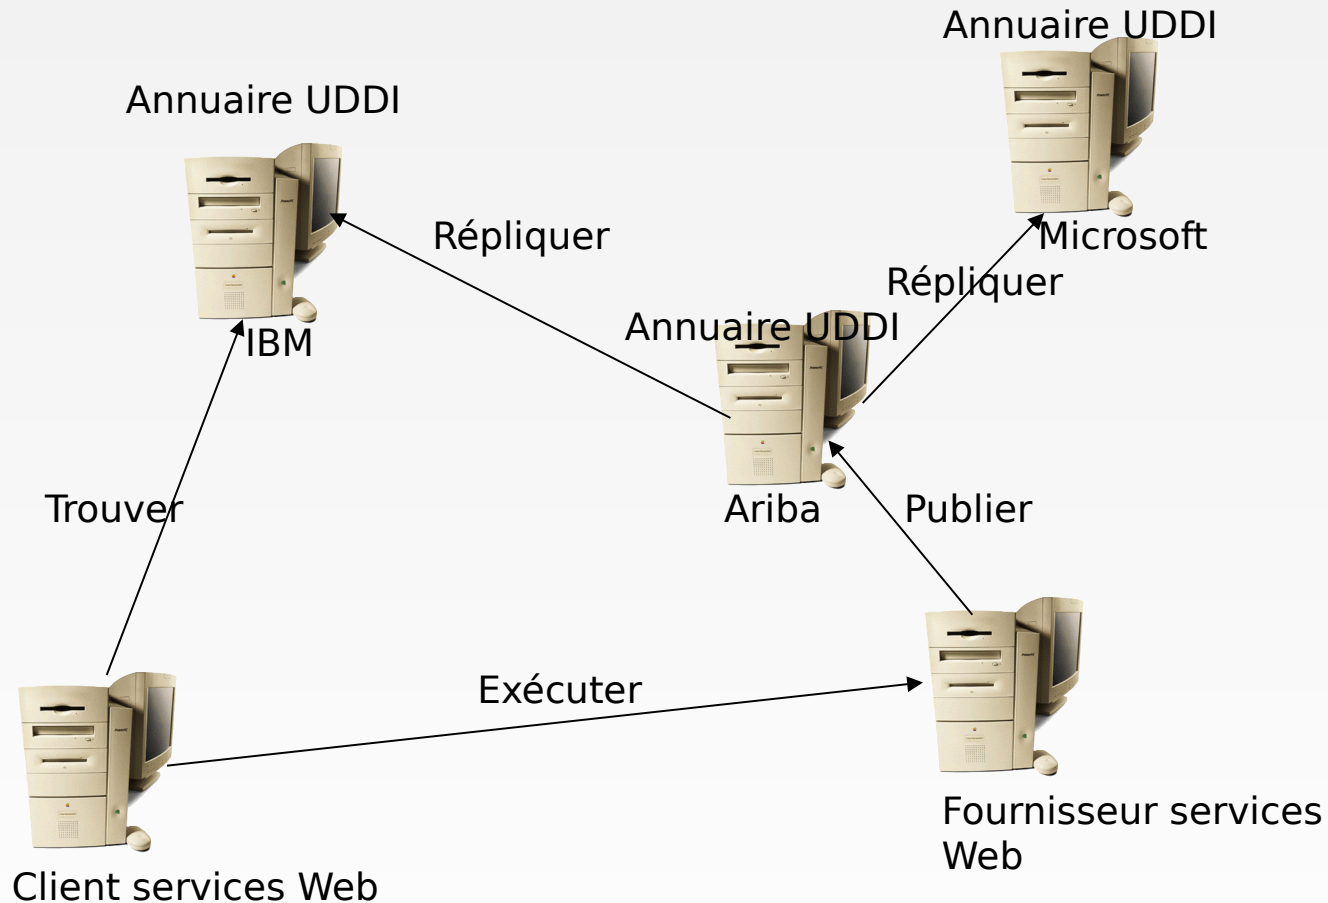 Annuaire UDDI
Annuaire UDDI
Répliquer
Microsoft
Répliquer
Annuaire UDDI
IBM
Trouver
Ariba
Publier
Exécuter
Fournisseur services
Web
Client services Web